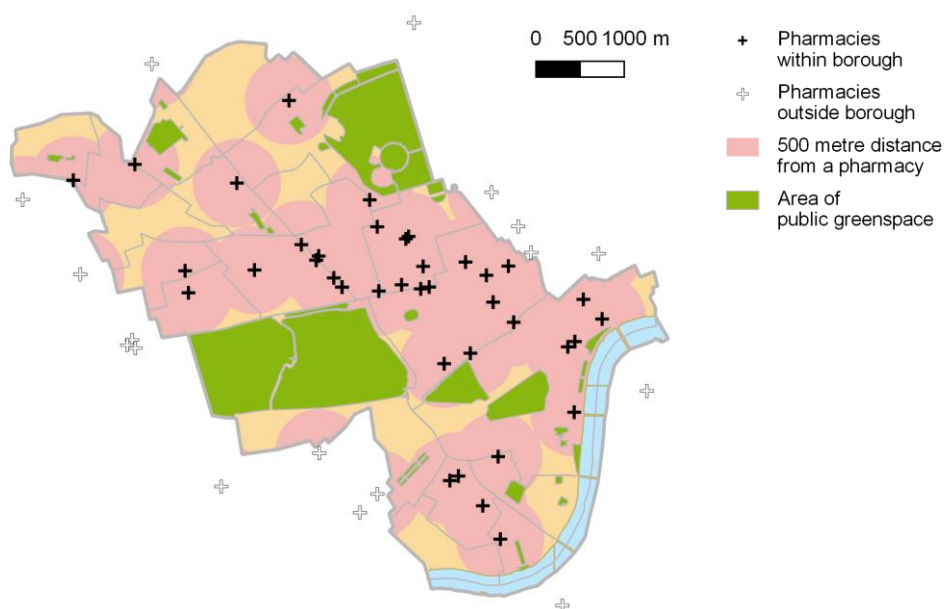 0 500 1000 m
Pharmacies
within borough
Pharmacies
outside borough
500 metre distance
from a pharmacy
Area of
public greenspace